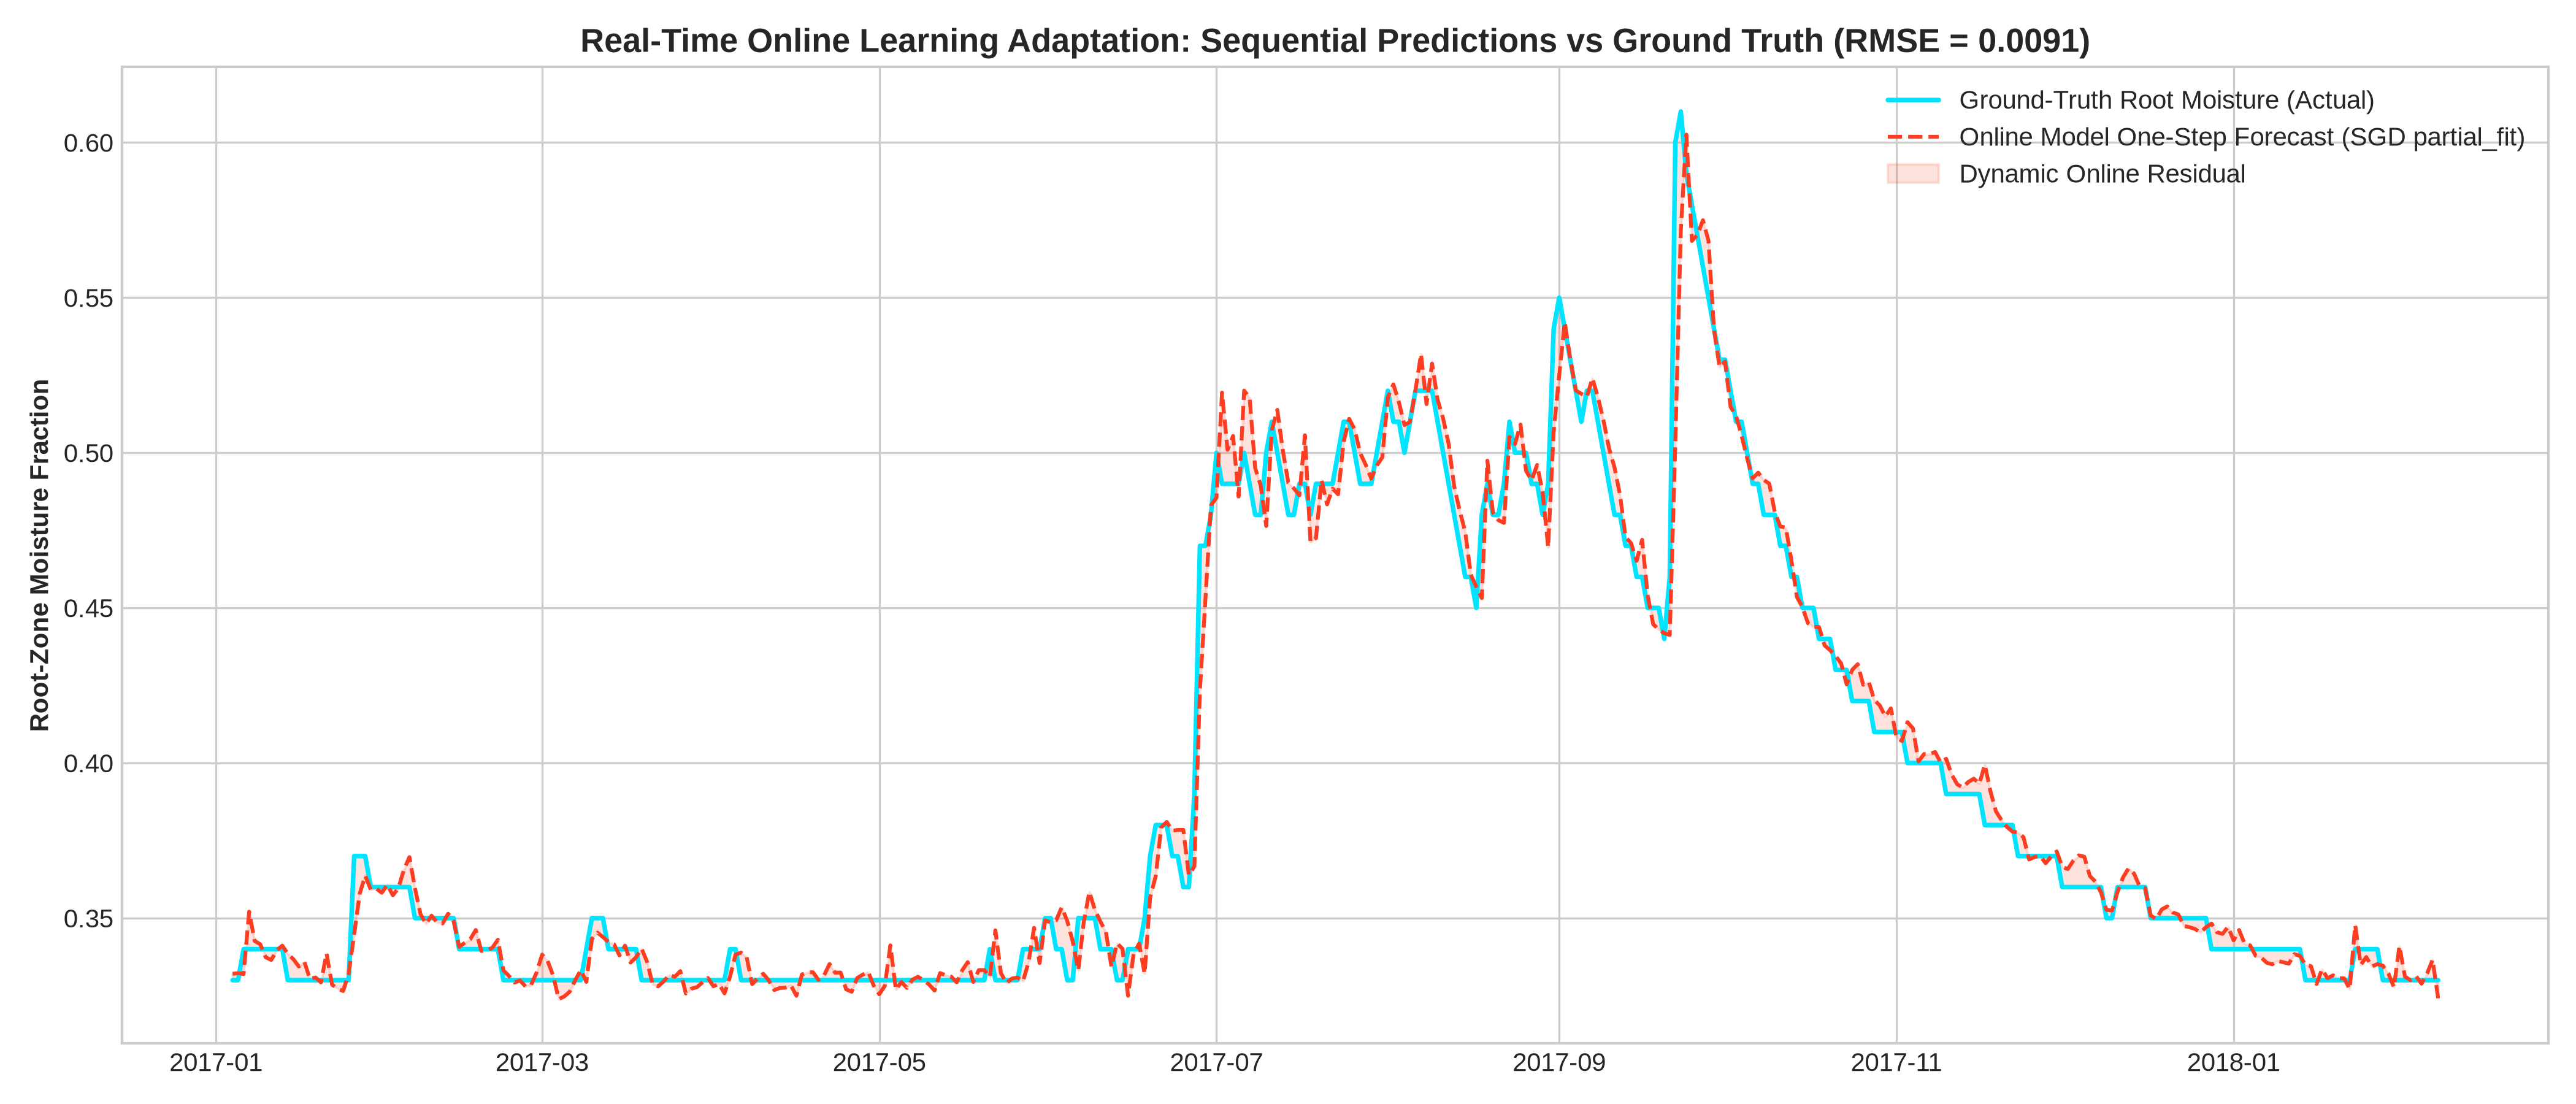 Real-Time Online Learning Adaptation: Sequential Predictions vs Ground Truth (RMSE = 0.0091)
Ground-Truth Root Moisture (Actual)
Online Model One-Step Forecast (SGD partial_fit)
Dynamic Online Residual
Root-Zone Moisture Fraction
0.60
0.55
0.50
0.45
0.40
0.35
2017-01
2017-03
2017-05
2017-07
2017-09
2017-11
2018-01